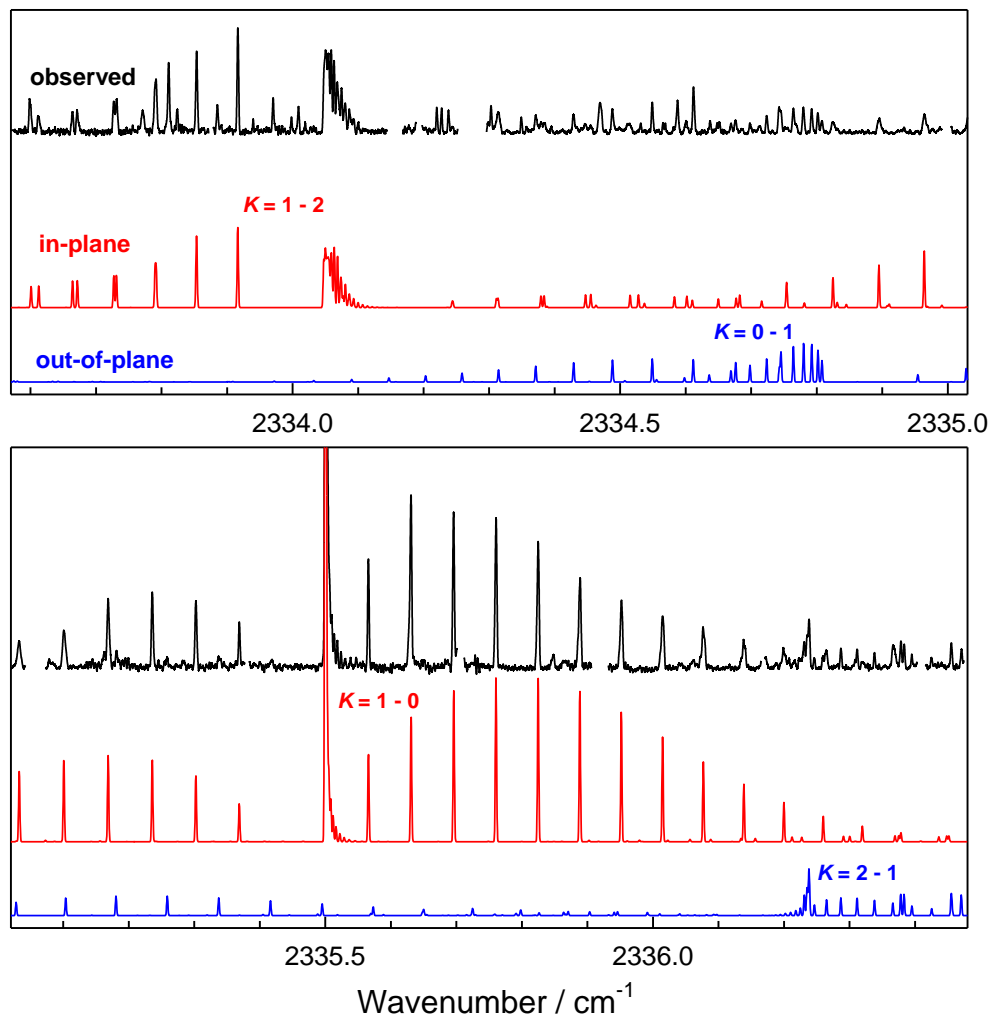 observed
K = 1 - 2
in-plane
K = 0 - 1
out-of-plane
2334.0 2334.5 2335.0
K = 1 - 0
K = 2 - 1
2335.5 2336.0
Wavenumber / cm⁻¹